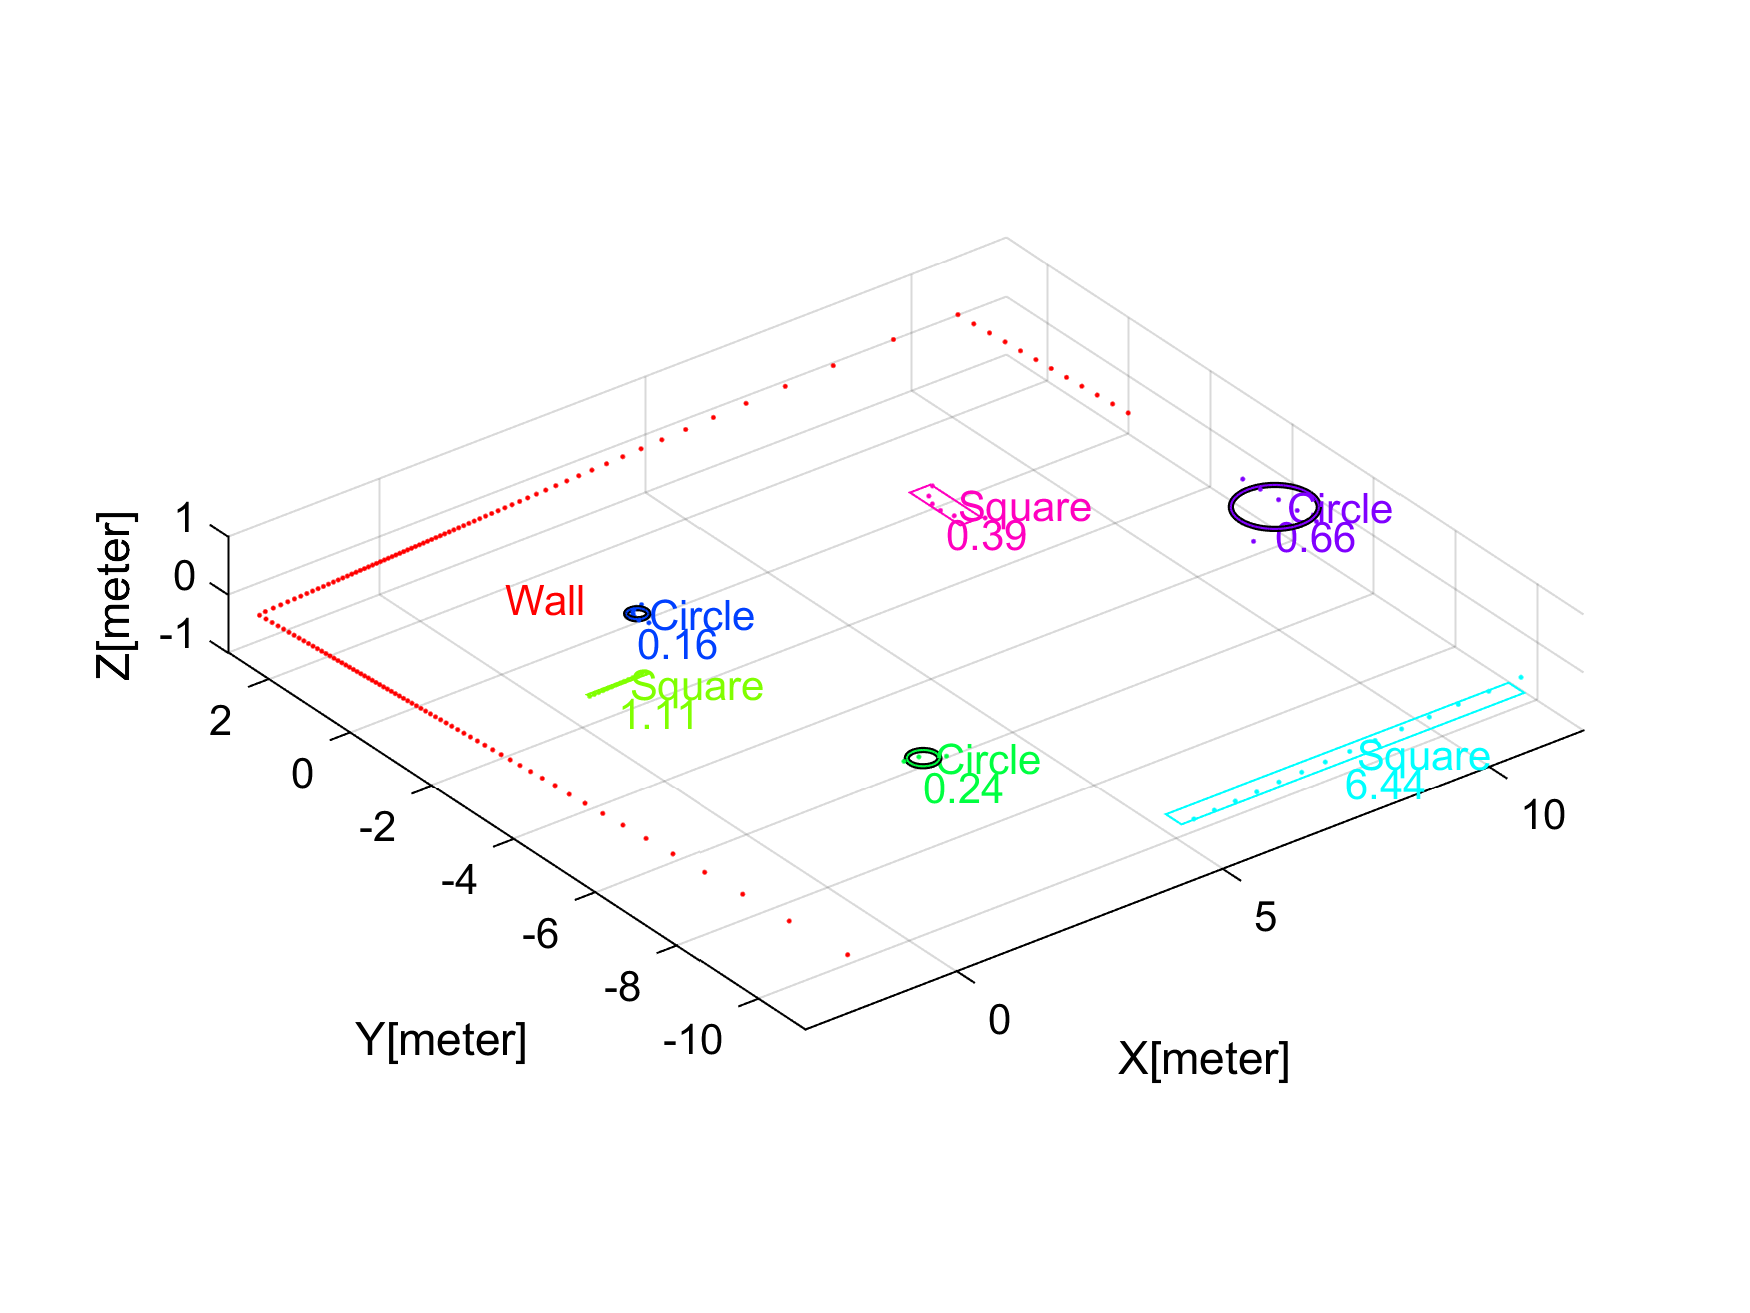 Square
0.39
Circle
0.66
1
0
-1
Z[meter]
Wall
Circle
0.16
Square
1.11
Circle
0.24
Square
6.44
2
0
-2
-4
-6
-8
-10
Y[meter]
0
5
10
X[meter]